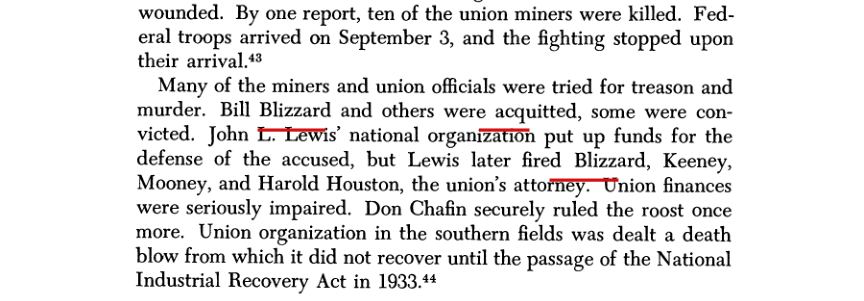 wounded. By one report, ten of the union miners were killed. Fed-
eral troops arrived on September 3, and the fighting stopped upon
their arrival.⁴³
Many of the miners and union officials were tried for treason and
murder. Bill Blizzard and others were acquitted, some were con-
victed. John L. Lewis’ national organization put up funds for the
defense of the accused, but Lewis later fired Blizzard, Keeney,
Mooney, and Harold Houston, the union’s attorney. Union finances
were seriously impaired. Don Chafin securely ruled the roost once
more. Union organization in the southern fields was dealt a death
blow from which it did not recover until the passage of the National
Industrial Recovery Act in 1933.⁴⁴